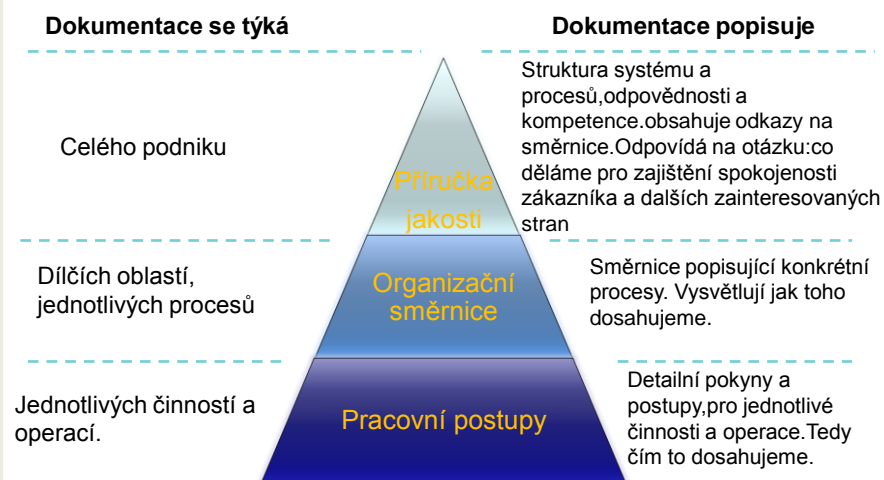 Dokumentace se týká
Dokumentace popisuje
Celého podniku
Příručka
jakosti
Struktura systému a
procesů,odpovědnosti a
kompetence.obsahuje odkazy na
směrnice.Odpovídá na otázku:co
děláme pro zajištění spokojenosti
zákazníka a dalších zainteresovaných
stran
Dílčích oblastí,
jednotlivých procesů
Organizační
směrnice
Směrnice popisující konkrétní
procesy. Vysvětlují jak toho
dosahujeme.
Jednotlivých činností a
operací.
Pracovní postupy
Detailní pokyny a
postupy,pro jednotlivé
činnosti a operace.Tedy
čím to dosahujeme.